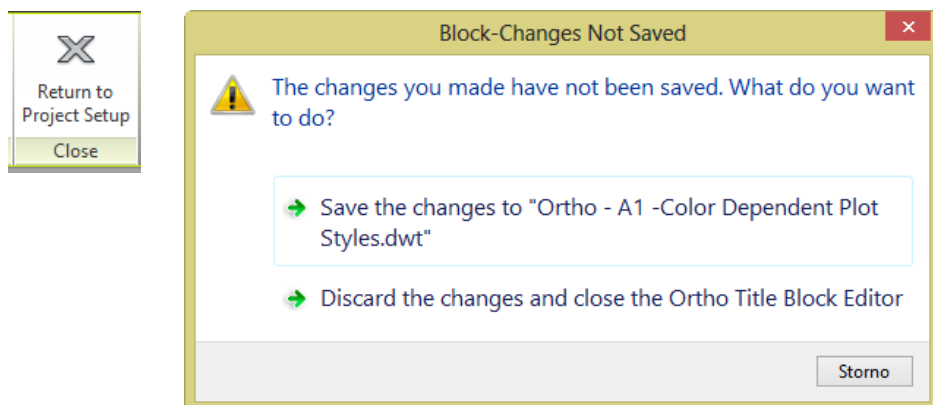 Return to
Project Setup
Close
Block-Changes Not Saved
The changes you made have not been saved. What do you want
to do?
Save the changes to "Ortho - A1 -Color Dependent Plot
Styles.dwt"
Discard the changes and close the Ortho Title Block Editor
Storno